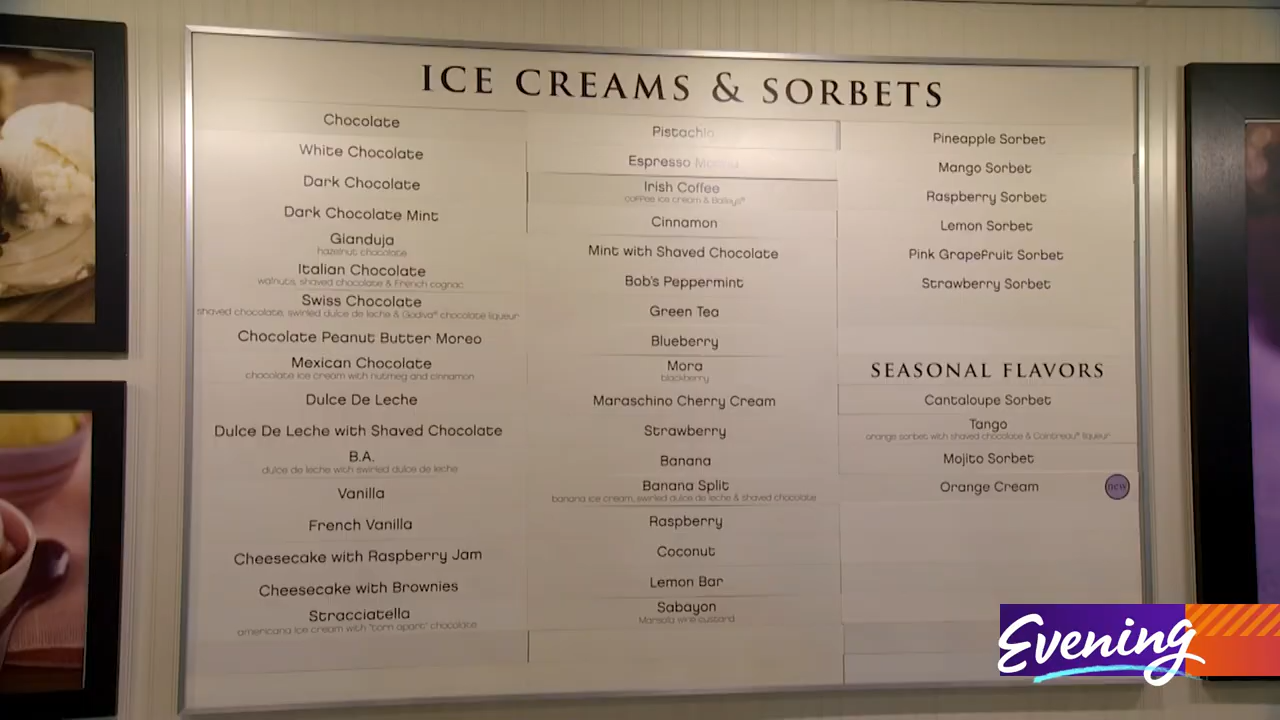 ICE CREAMS & SORBETS
Chocolate
White Chocolate
Dark Chocolate
Dark Chocolate Mint
Gianduja
hazelnut chocolate
Italian Chocolate
walnuts, shaved chocolate & French cognac
Swiss Chocolate
shaved chocolate, swirled dulce de leche & Godiva® chocolate liqueur
Chocolate Peanut Butter Moreo
Mexican Chocolate
chocolate ice cream with nutmeg and cinnamon
Dulce De Leche
Dulce De Leche with Shaved Chocolate
B.A.
dulce de leche with swirled dulce de leche
Vanilla
French Vanilla
Cheesecake with Raspberry Jam
Cheesecake with Brownies
Stracciatella
americana ice cream with "torn apart" chocolate
Pistachio
Espresso
Irish Coffee
coffee ice cream & Baileys®
Cinnamon
Mint with Shaved Chocolate
Bob's Peppermint
Green Tea
Blueberry
Mora
blackberry
Maraschino Cherry Cream
Strawberry
Banana
Banana Split
banana ice cream, swirled dulce de leche & shaved chocolate
Raspberry
Coconut
Lemon Bar
Sabayon
Marsala wine custard
Pineapple Sorbet
Mango Sorbet
Raspberry Sorbet
Lemon Sorbet
Pink Grapefruit Sorbet
Strawberry Sorbet
SEASONAL FLAVORS
Cantaloupe Sorbet
Tango
orange sorbet with shaved chocolate & Cointreau® liqueur
Mojito Sorbet
Orange Cream
new
Evening